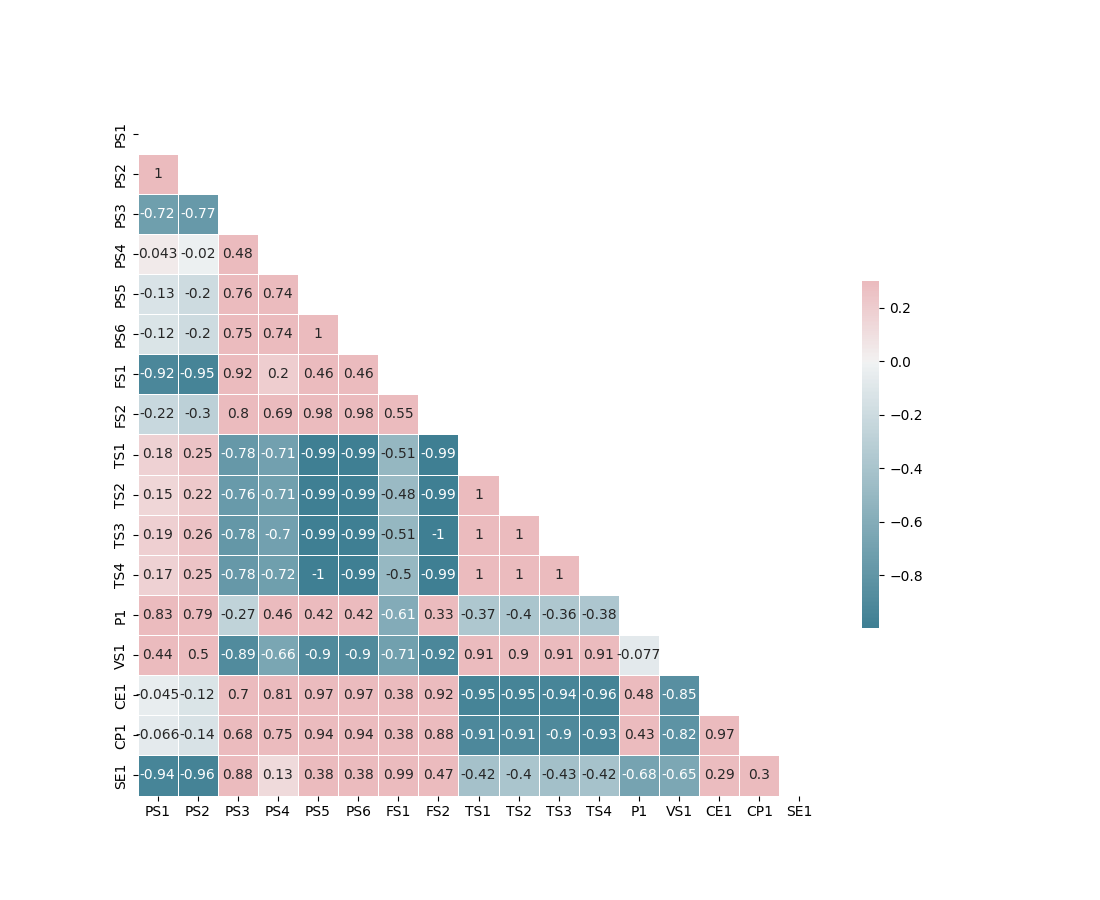 PS1
PS2 1
PS3 -0.72 -0.77
PS4 0.043 -0.02 0.48
PS5 -0.13 -0.2 0.76 0.74
PS6 -0.12 -0.2 0.75 0.74 1
FS1 -0.92 -0.95 0.92 0.2 0.46 0.46
FS2 -0.22 -0.3 0.8 0.69 0.98 0.98 0.55
TS1 0.18 0.25 -0.78 -0.71 -0.99 -0.99 -0.51 -0.99
TS2 0.15 0.22 -0.76 -0.71 -0.99 -0.99 -0.48 -0.99 1
TS3 0.19 0.26 -0.78 -0.7 -0.99 -0.99 -0.51 -1 1 1
TS4 0.17 0.25 -0.78 -0.72 -1 -0.99 -0.5 -0.99 1 1 1
P1 0.83 0.79 -0.27 0.46 0.42 0.42 -0.61 0.33 -0.37 -0.4 -0.36 -0.38
VS1 0.44 0.5 -0.89 -0.66 -0.9 -0.9 -0.71 -0.92 0.91 0.9 0.91 0.91 -0.077
CE1 -0.045 -0.12 0.7 0.81 0.97 0.97 0.38 0.92 -0.95 -0.95 -0.94 -0.96 0.48 -0.85
CP1 -0.066 -0.14 0.68 0.75 0.94 0.94 0.38 0.88 -0.91 -0.91 -0.9 -0.93 0.43 -0.82 0.97
SE1 -0.94 -0.96 0.88 0.13 0.38 0.38 0.99 0.47 -0.42 -0.4 -0.43 -0.42 -0.68 -0.65 0.29 0.3
PS1 PS2 PS3 PS4 PS5 PS6 FS1 FS2 TS1 TS2 TS3 TS4 P1 VS1 CE1 CP1 SE1
0.2
0.0
−0.2
−0.4
−0.6
−0.8